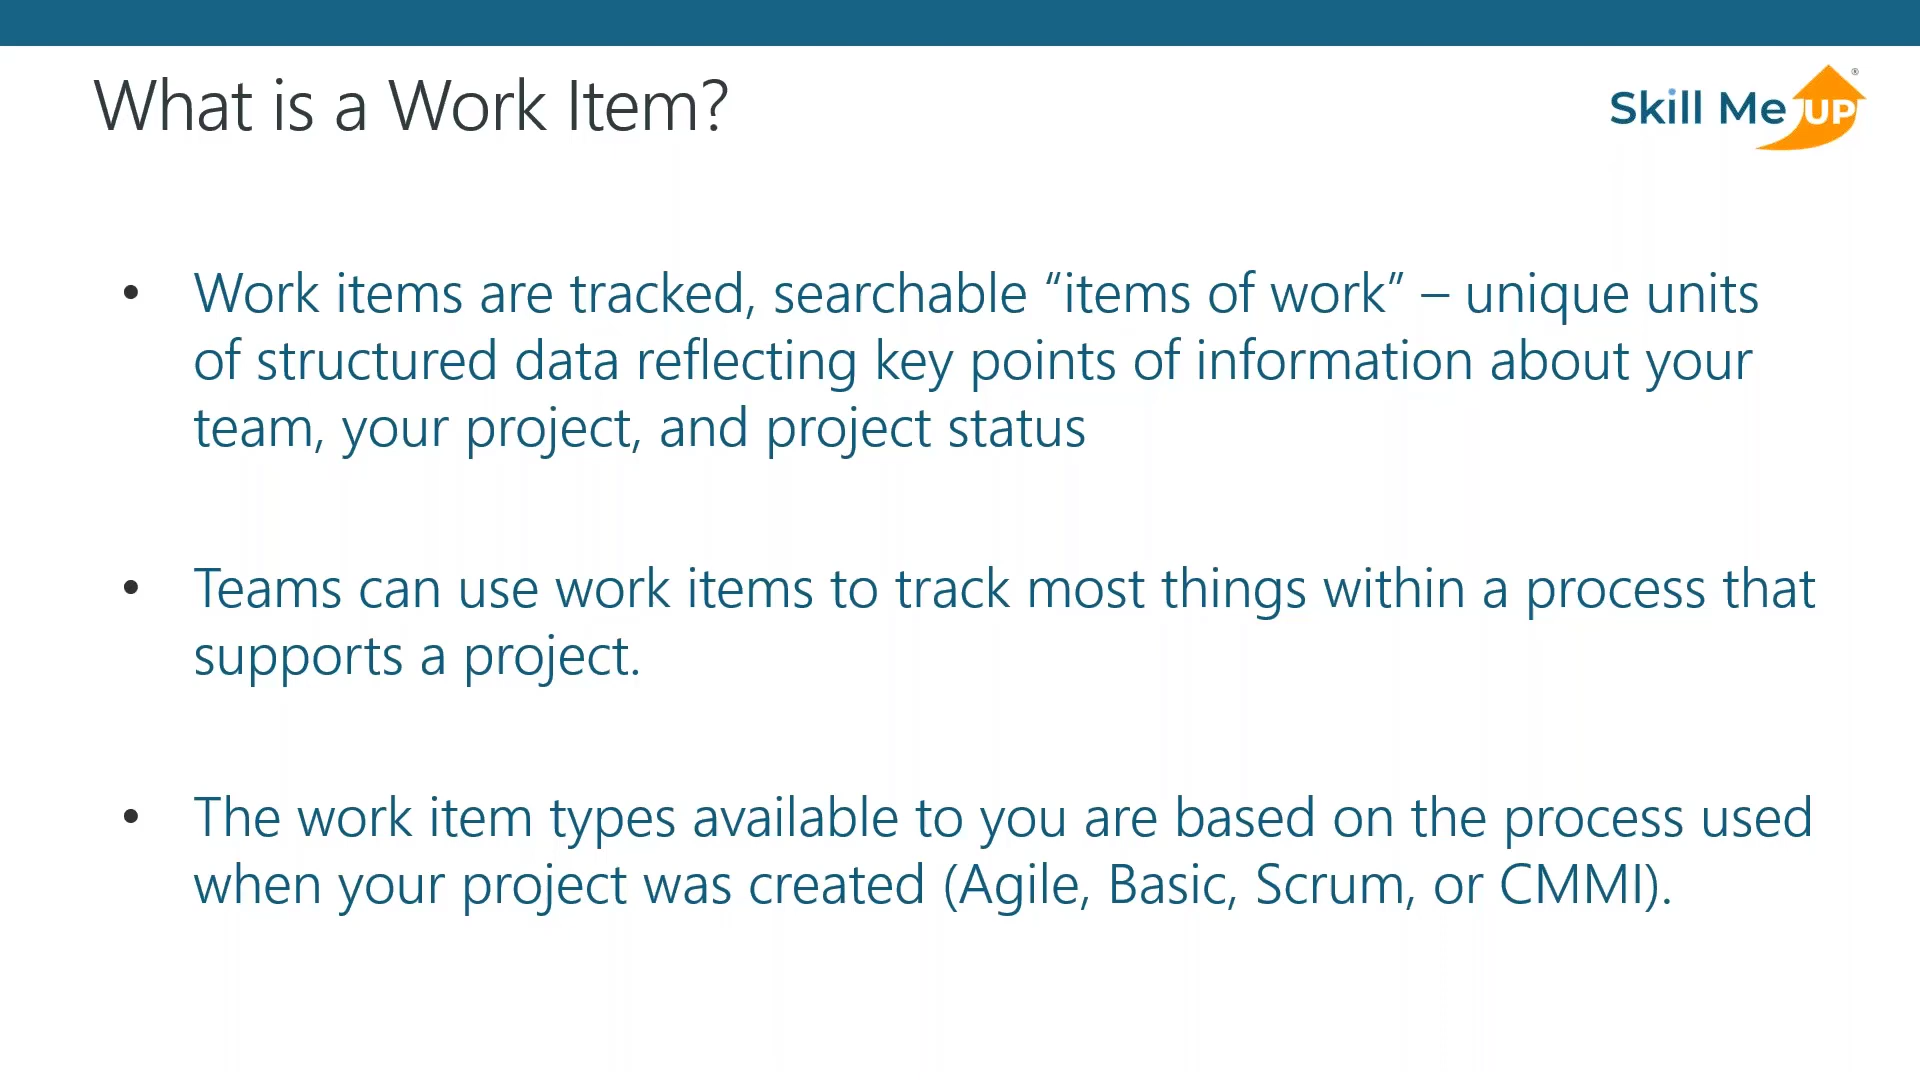 What is a Work Item?
Skill Me UP®
• Work items are tracked, searchable “items of work” – unique units
of structured data reflecting key points of information about your
team, your project, and project status
• Teams can use work items to track most things within a process that
supports a project.
• The work item types available to you are based on the process used
when your project was created (Agile, Basic, Scrum, or CMMI).